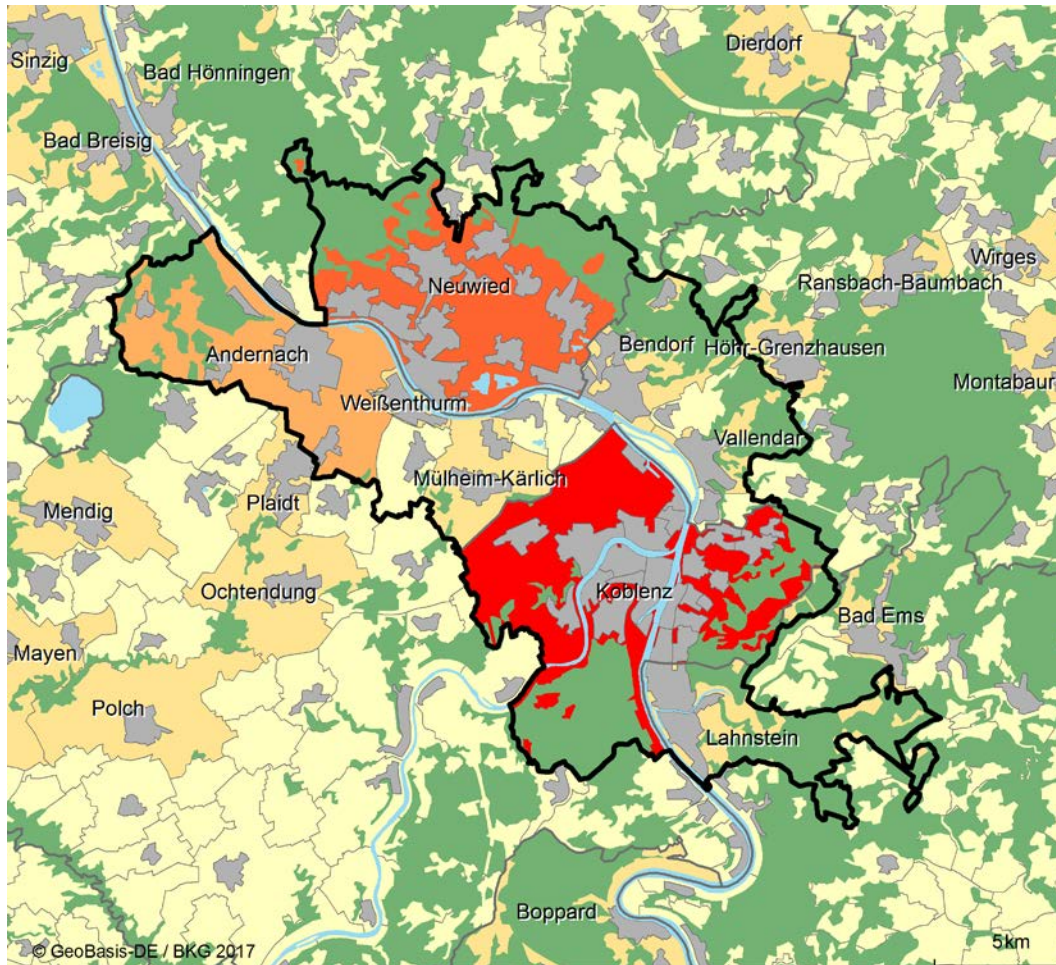 Dierdorf
Sinzig
Bad Hönningen
Bad Breisig
Wirges
Ransbach-Baumbach
Neuwied
Bendorf
Höhr-Grenzhausen
Andernach
Montabaur
Weißenthurm
Vallendar
Mülheim-Kärlich
Plaidt
Mendig
Ochtendung
Koblenz
Bad Ems
Mayen
Polch
Lahnstein
Boppard
© GeoBasis-DE / BKG 2017
5km